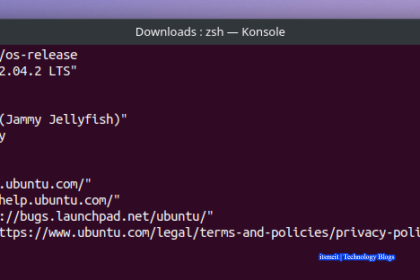 Downloads : zsh — Konsole
/os-release
2.04.2 LTS"
(Jammy Jellyfish)"
y
.ubuntu.com/"
help.ubuntu.com/"
://bugs.launchpad.net/ubuntu/"
ttps://www.ubuntu.com/legal/terms-and-policies/privacy-poli
itsmeit | Technology Blogs